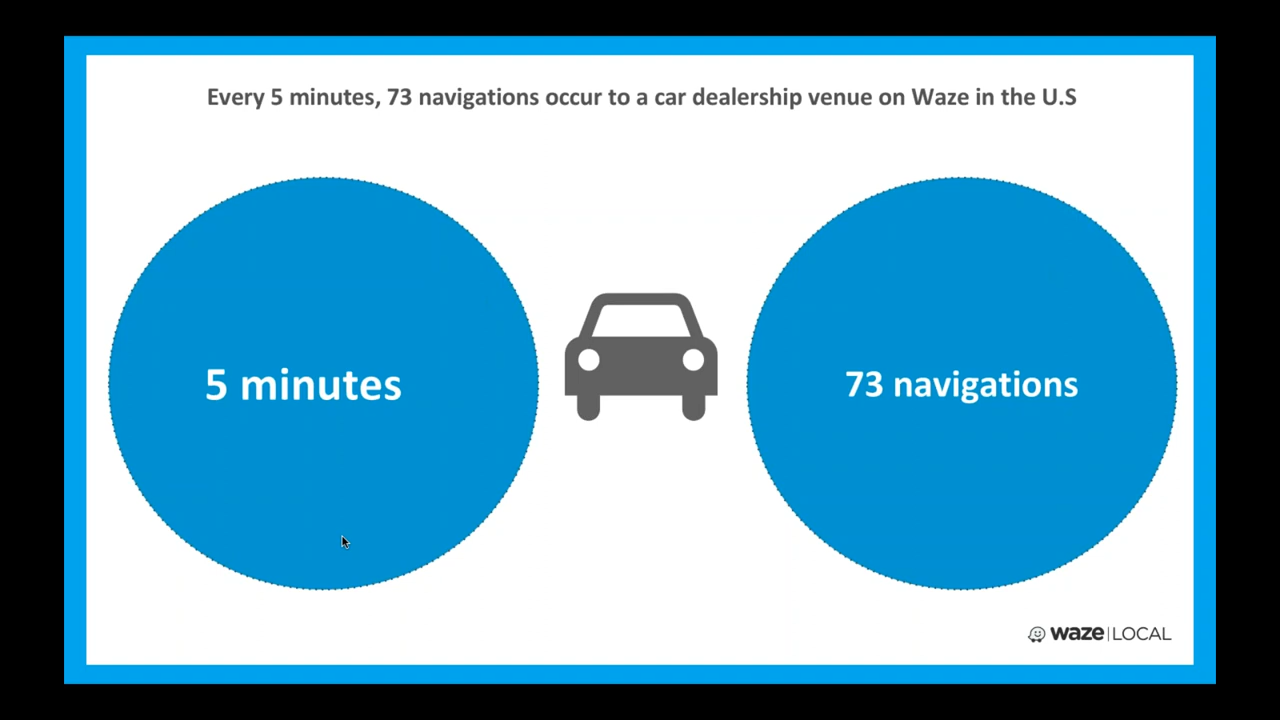 Every 5 minutes, 73 navigations occur to a car dealership venue on Waze in the U.S
5 minutes
73 navigations
waze|LOCAL